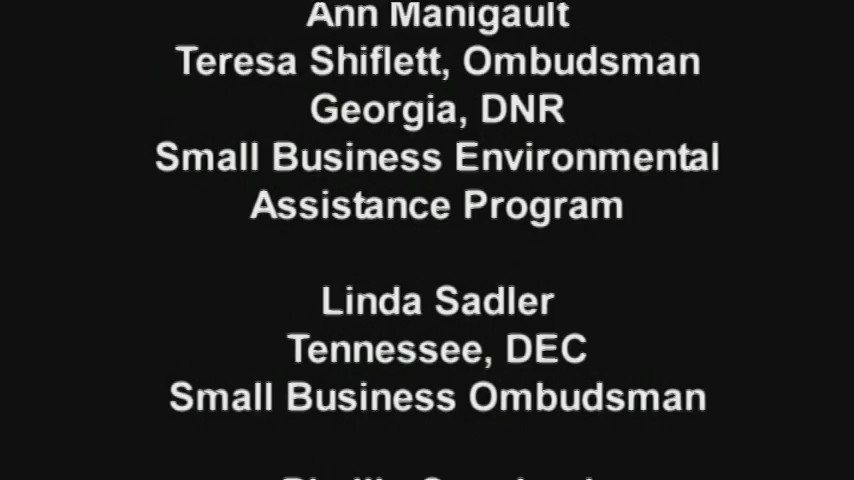 Ann Manigault
Teresa Shiflett, Ombudsman
Georgia, DNR
Small Business Environmental
Assistance Program
Linda Sadler
Tennessee, DEC
Small Business Ombudsman